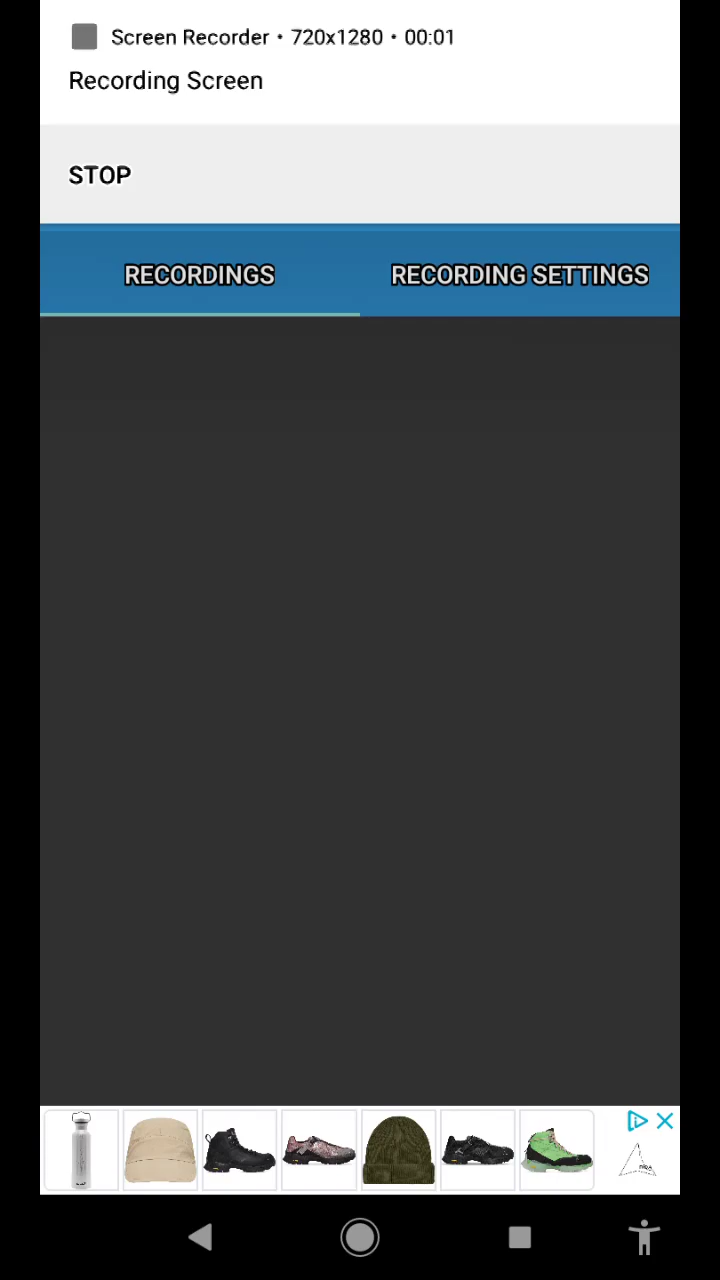 Screen Recorder • 720x1280 • 00:01
Recording Screen
STOP
RECORDINGS RECORDING SETTINGS